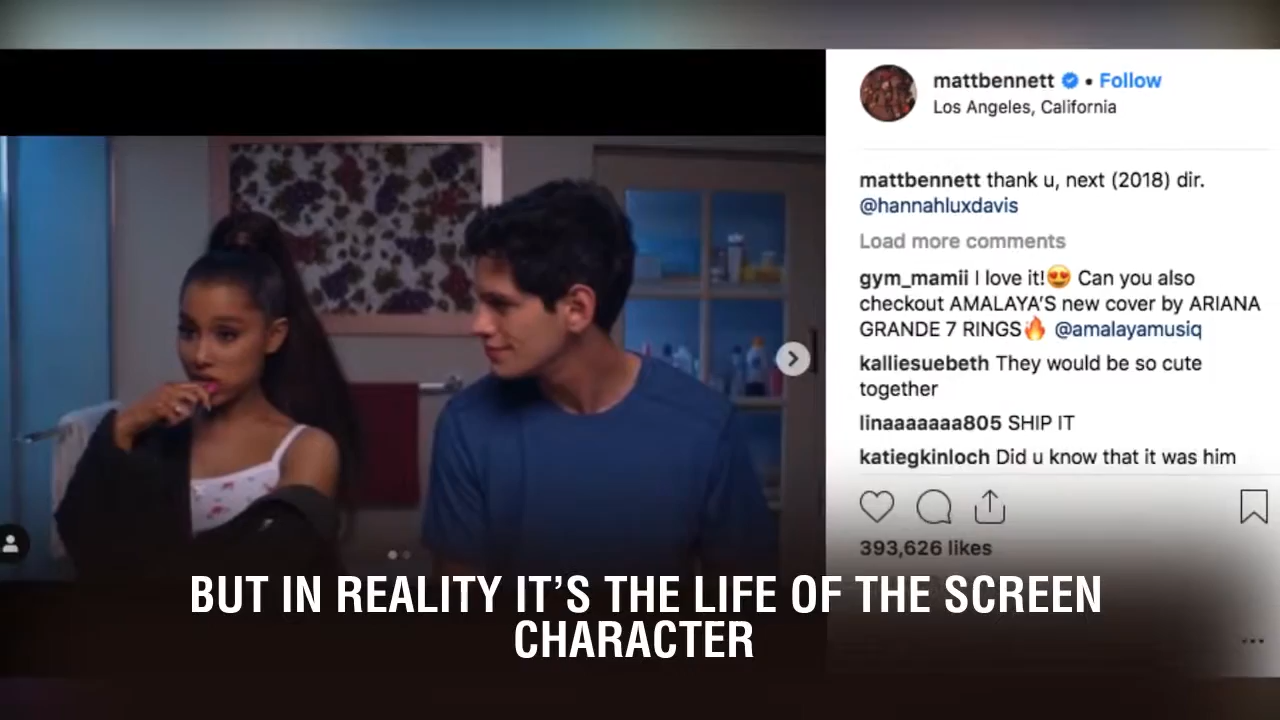 mattbennett • Follow
Los Angeles, California
mattbennett thank u, next (2018) dir.
@hannahluxdavis
Load more comments
gym_mamii I love it!😍 Can you also
checkout AMALAYA'S new cover by ARIANA
GRANDE 7 RINGS🔥 @amalayamusiq
kalliesuebeth They would be so cute
together
linaaaaaaa805 SHIP IT
katiegkinloch Did u know that it was him
393,626 likes
BUT IN REALITY IT'S THE LIFE OF THE SCREEN
CHARACTER